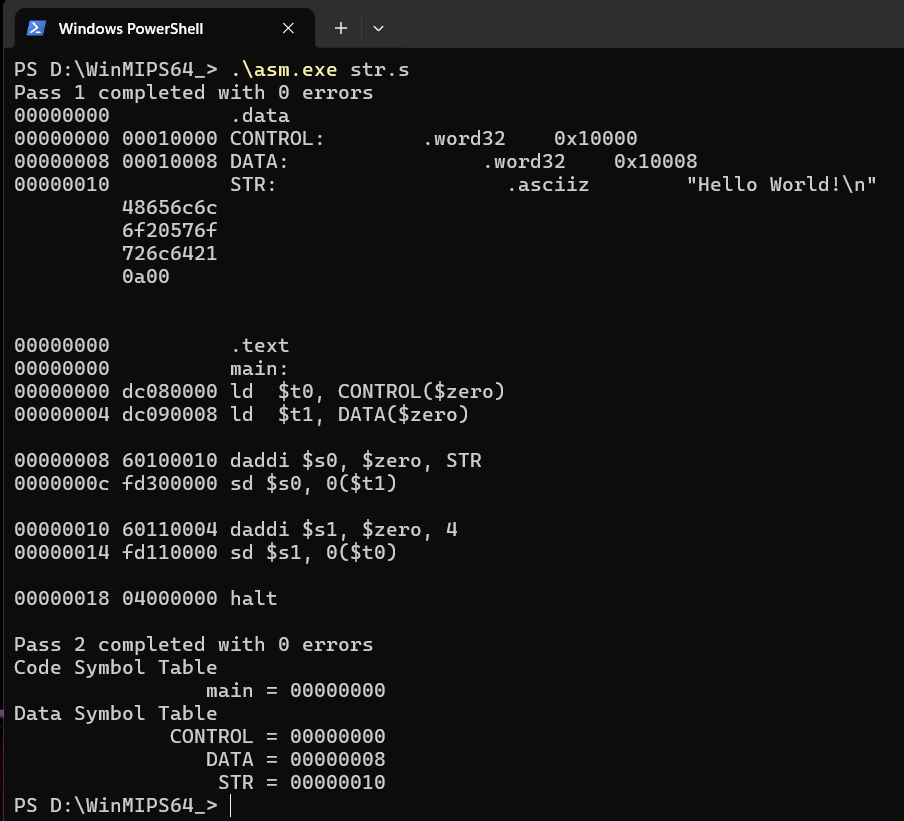 Windows PowerShell
PS D:\WinMIPS64_> .\asm.exe str.s
Pass 1 completed with 0 errors
00000000          .data
00000000 00010000 CONTROL:        .word32    0x10000
00000008 00010008 DATA:                .word32    0x10008
00000010          STR:                   .asciiz        "Hello World!\n"
         48656c6c
         6f20576f
         726c6421
         0a00
00000000          .text
00000000          main:
00000000 dc080000 ld  $t0, CONTROL($zero)
00000004 dc090008 ld  $t1, DATA($zero)
00000008 60100010 daddi $s0, $zero, STR
0000000c fd300000 sd $s0, 0($t1)
00000010 60110004 daddi $s1, $zero, 4
00000014 fd110000 sd $s1, 0($t0)
00000018 04000000 halt
Pass 2 completed with 0 errors
Code Symbol Table
                main = 00000000
Data Symbol Table
             CONTROL = 00000000
                DATA = 00000008
                 STR = 00000010
PS D:\WinMIPS64_>